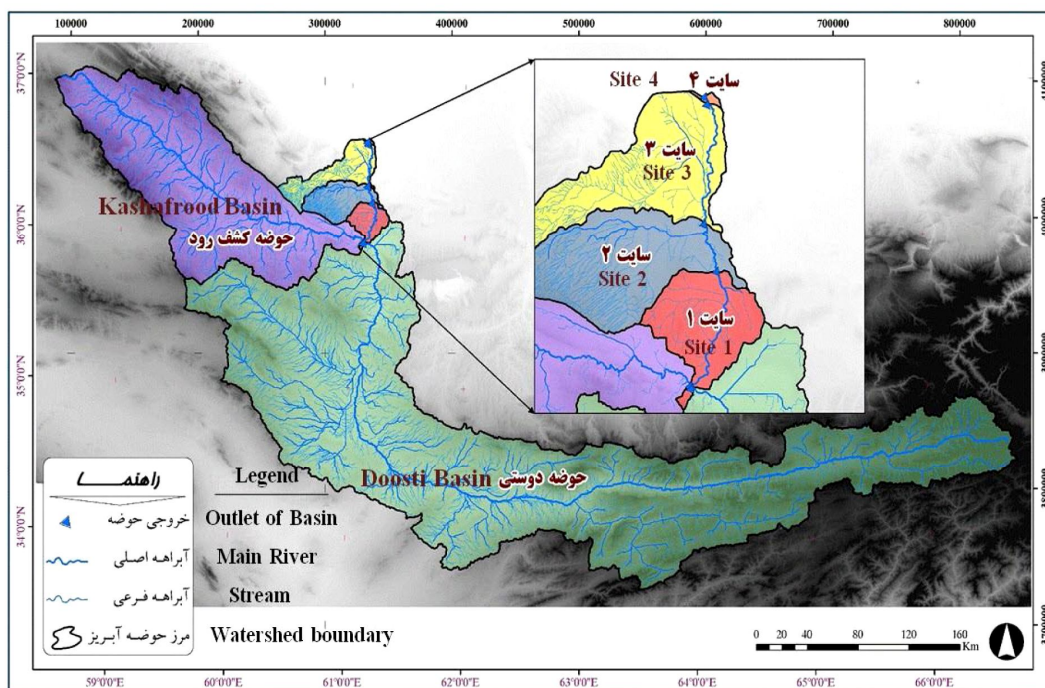 100000 200000 300000 400000 500000 600000 700000 800000
37°0'0"N
36°0'0"N
35°0'0"N
34°0'0"N
4100000
4000000
3900000
3800000
3700000
Site 4 سایت ۴
سایت ۳
Site 3
سایت ۲
Site 2
سایت ۱
Site 1
Kashafrood Basin
حوضه کشف رود
Doosti Basin حوضه دوستی
راهنما Legend
خروجی حوضه Outlet of Basin
آبراهه اصلی Main River
آبراهه فرعی Stream
مرز حوضه آبریز Watershed boundary
0 20 40 80 120 160
Km
59°0'0"E 60°0'0"E 61°0'0"E 62°0'0"E 63°0'0"E 64°0'0"E 65°0'0"E 66°0'0"E